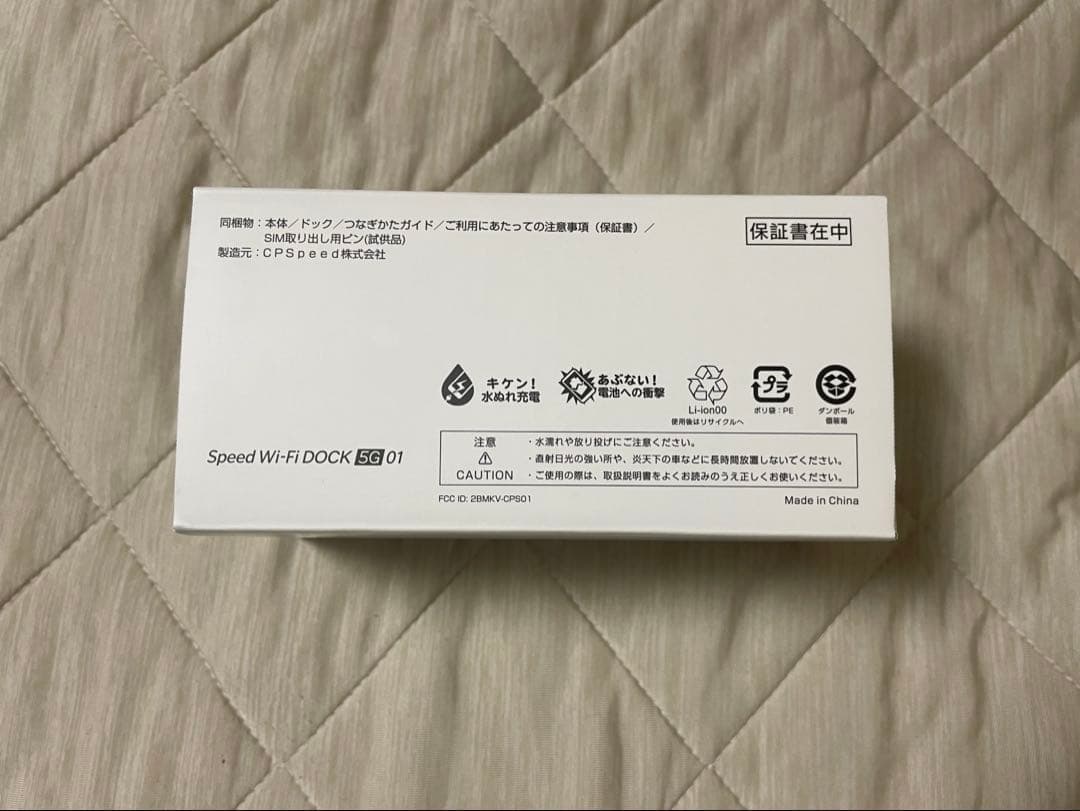 同梱物：本体／ドック／つなぎかたガイド／ご利用にあたっての注意事項（保証書）／
SIM取り出し用ピン(試供品)
製造元：CPSpeed株式会社
保証書在中
キケン！
水ぬれ充電
あぶない！
電池への衝撃
Li-ion00
使用後はリサイクルへ
プラ
ポリ袋：PE
ダンボール
個装箱
Speed Wi-Fi DOCK 5G 01
注意
CAUTION
・水濡れや放り投げにご注意ください。
・直射日光の強い所や、炎天下の車などに長時間放置しないでください。
・ご使用の際は、取扱説明書をよくお読みのうえ正しくお使いください。
FCC ID: 2BMKV-CPS01
Made in China